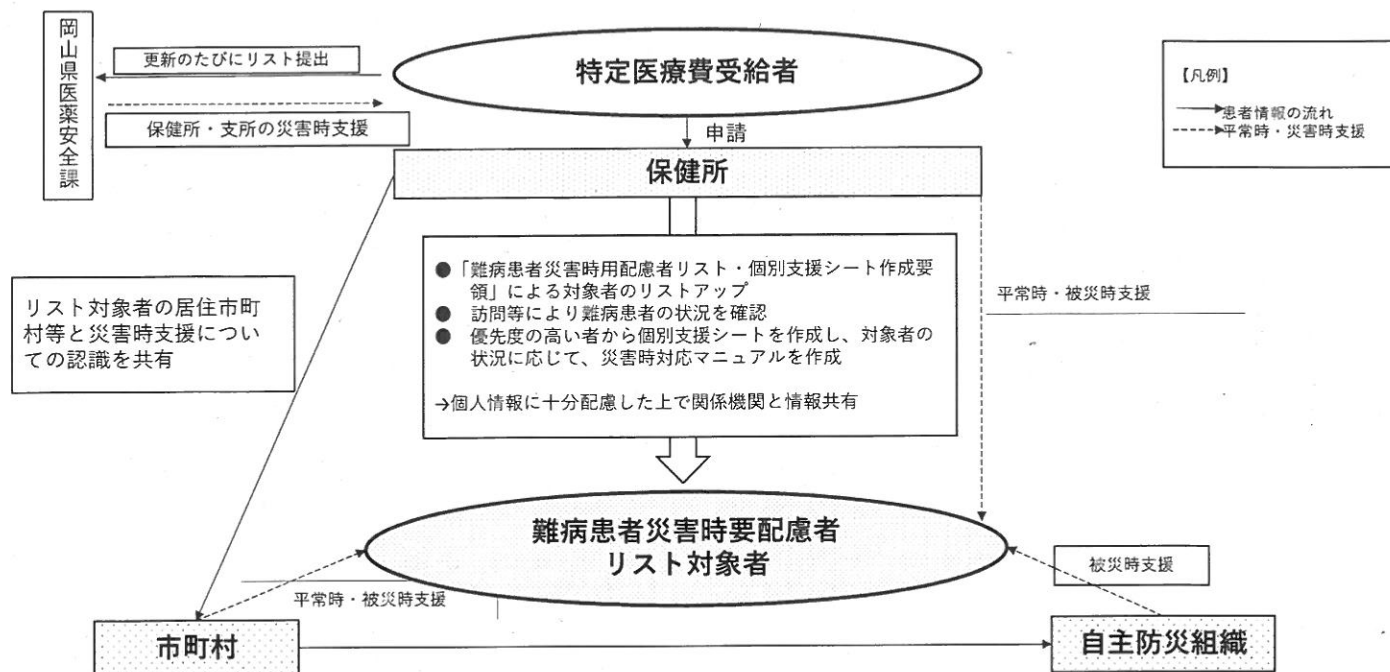 岡山県医薬安全課
更新のたびにリスト提出
保健所・支所の災害時支援
特定医療費受給者
【凡例】
患者情報の流れ
平常時・災害時支援
申請
保健所
リスト対象者の居住市町
村等と災害時支援につい
ての認識を共有
●「難病患者災害時用配慮者リスト・個別支援シート作成要
領」による対象者のリストアップ
● 訪問等により難病患者の状況を確認
● 優先度の高い者から個別支援シートを作成し、対象者の
状況に応じて、災害時対応マニュアルを作成
→個人情報に十分配慮した上で関係機関と情報共有
平常時・被災時支援
難病患者災害時要配慮者
リスト対象者
平常時・被災時支援
被災時支援
市町村
自主防災組織